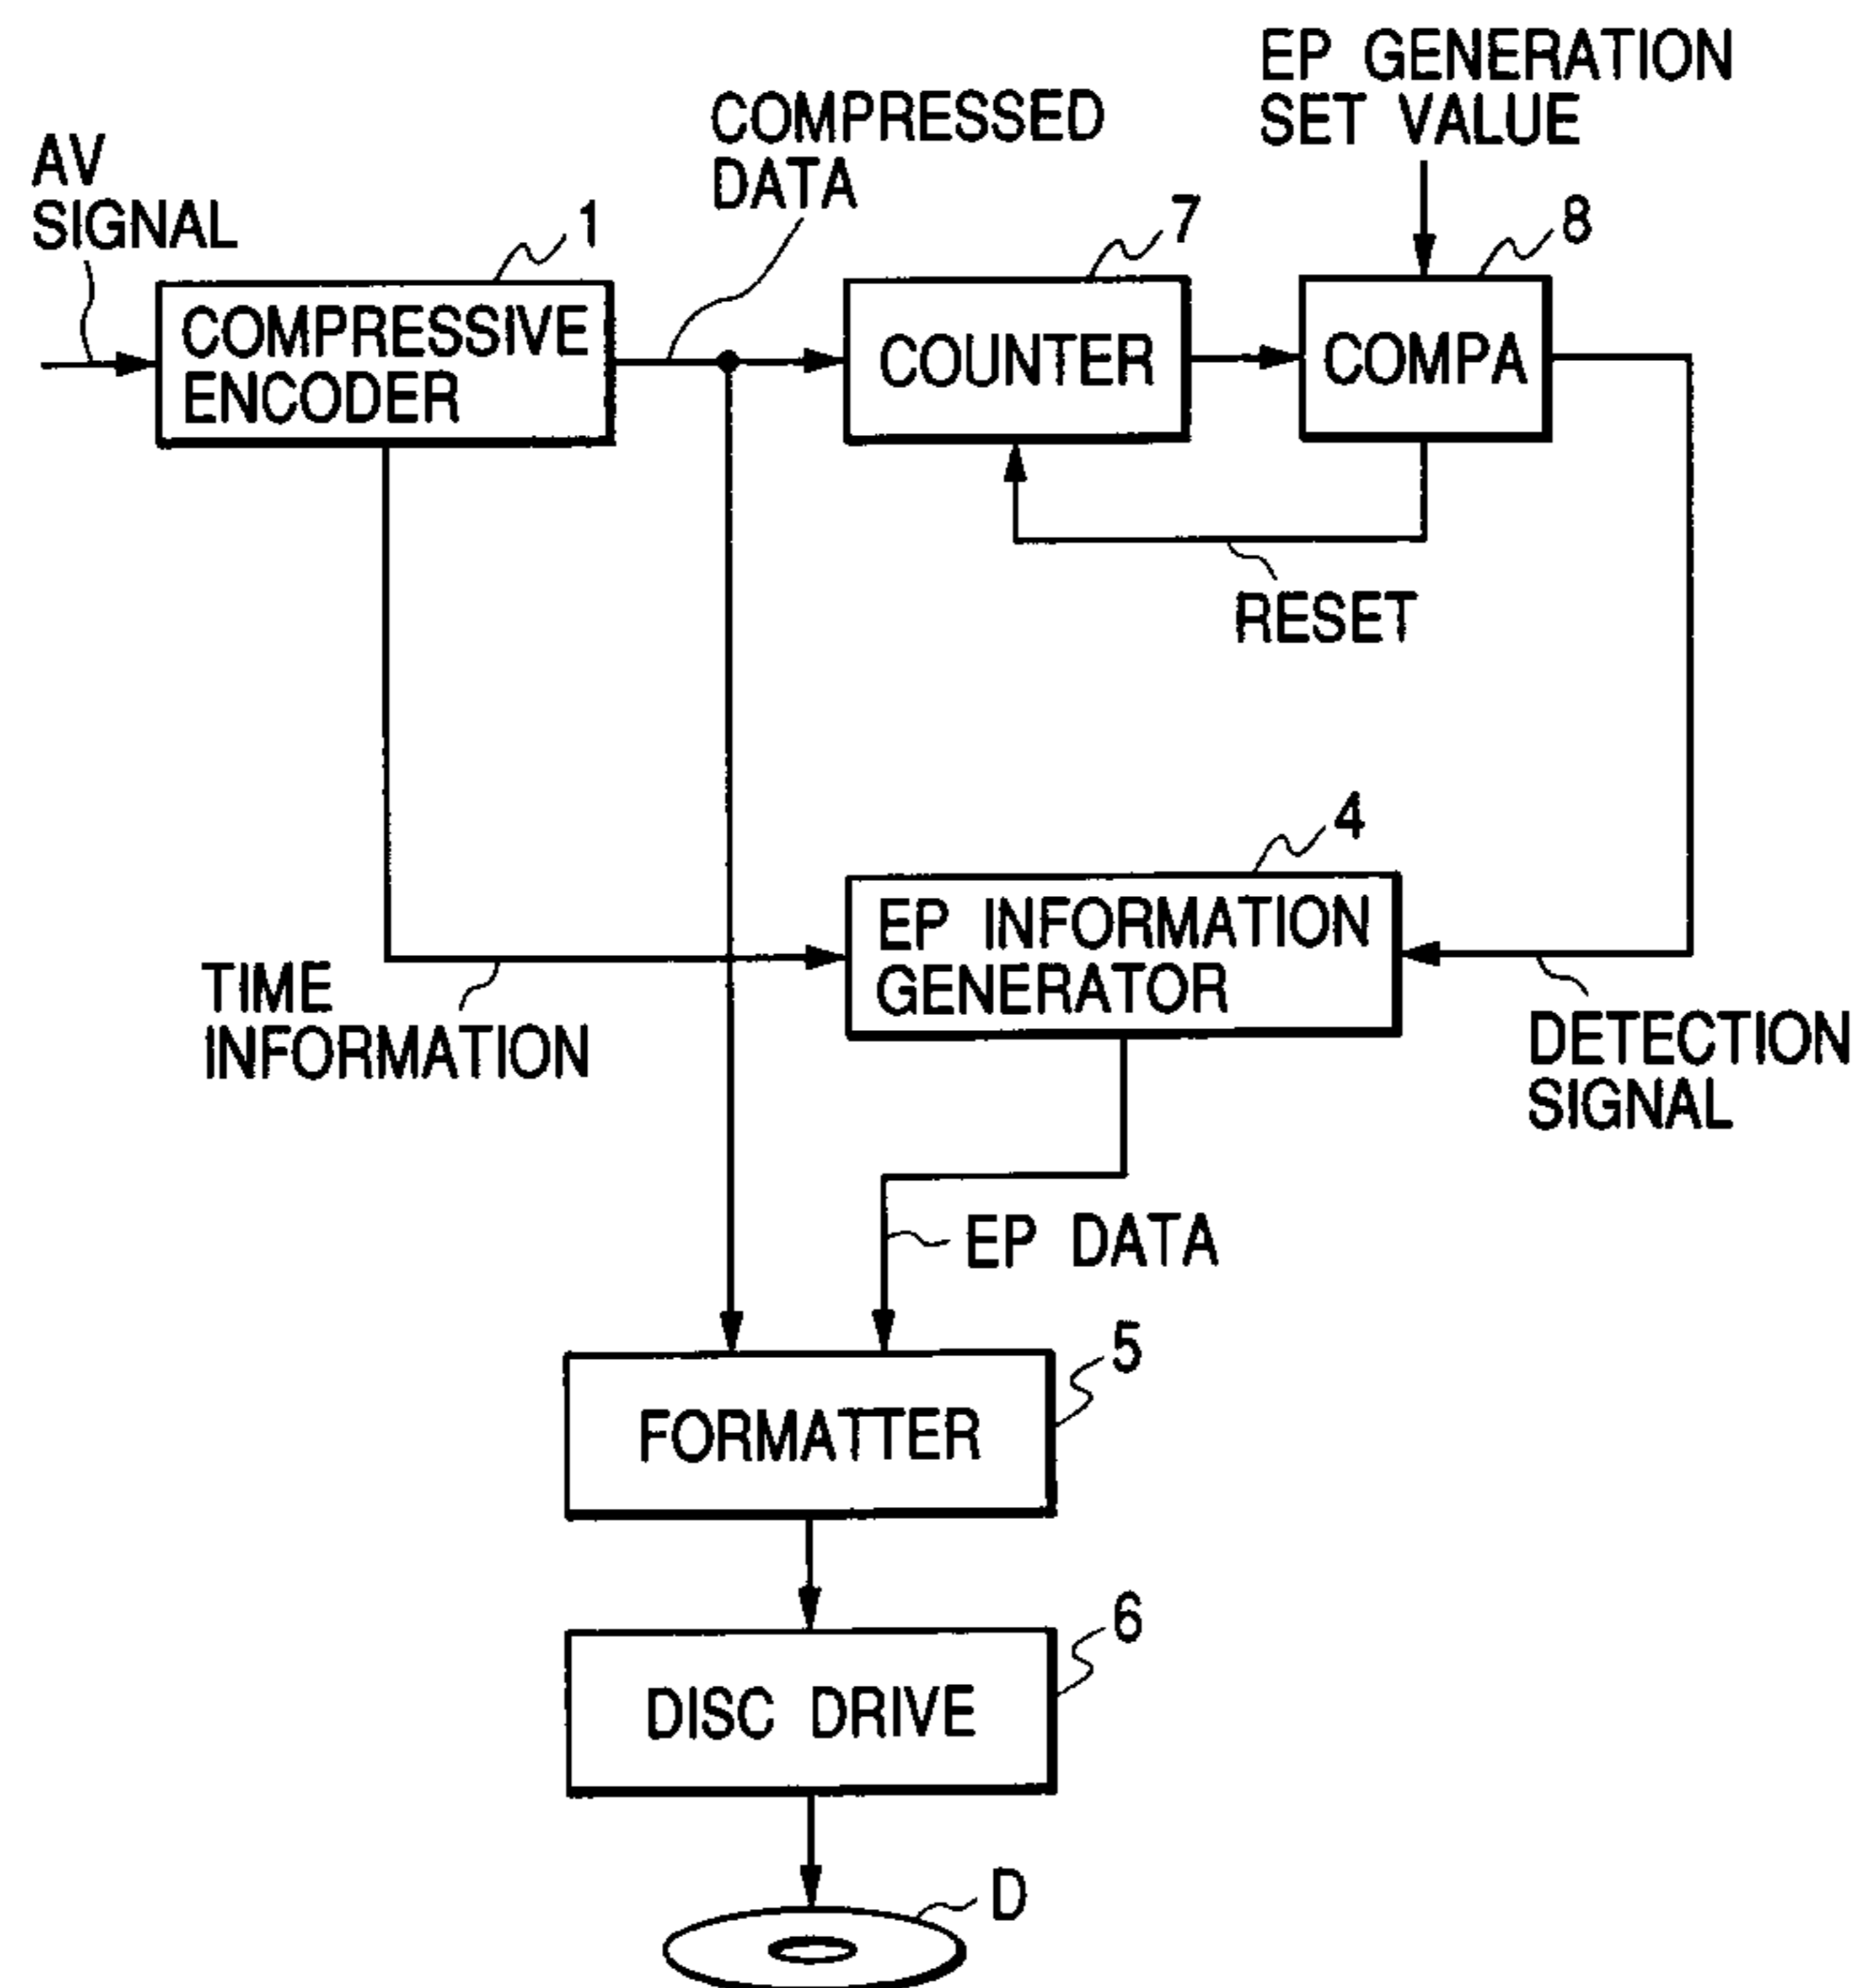 EP GENERATION
SET VALUE
COMPRESSED
DATA
AV
SIGNAL
1
7
8
COMPRESSIVE
ENCODER
COUNTER
COMPA
RESET
4
EP INFORMATION
GENERATOR
TIME
INFORMATION
DETECTION
SIGNAL
EP DATA
5
FORMATTER
6
DISC DRIVE
D